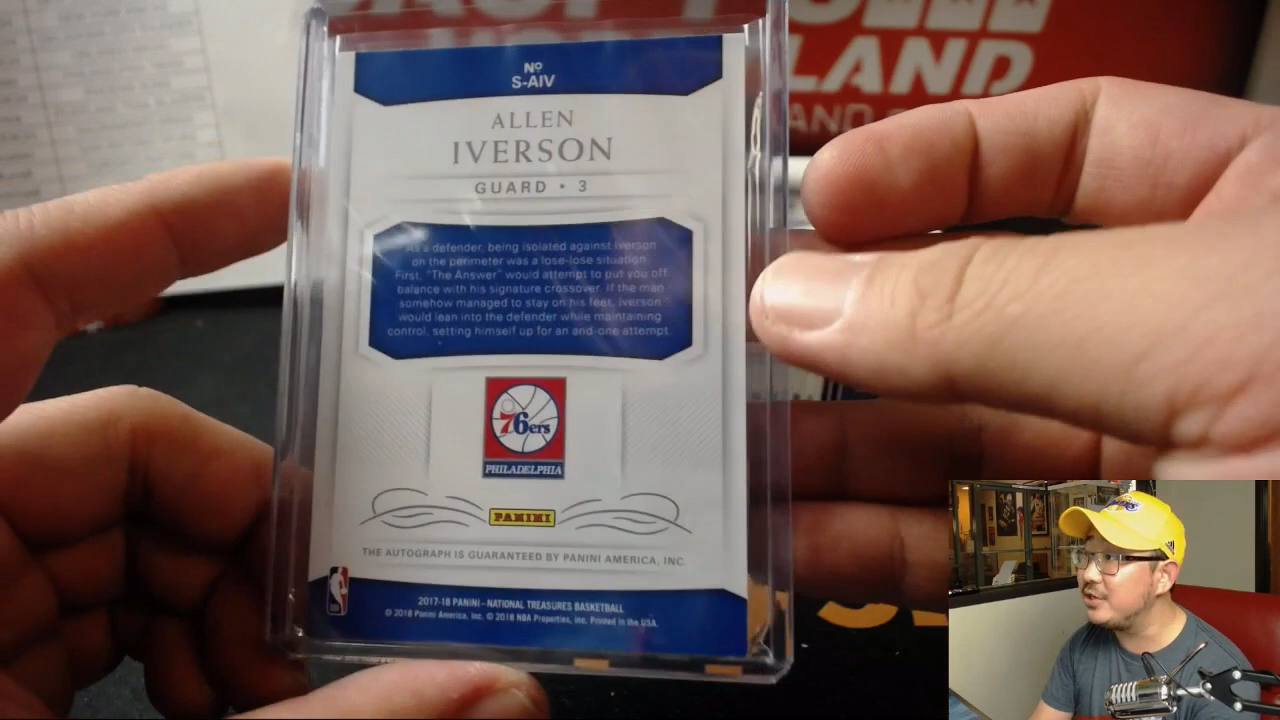 LAND
AND
Nº
S-AIV
ALLEN
IVERSON
GUARD • 3
As a defender, being isolated against Iverson
on the perimeter was a lose-lose situation.
First, "The Answer" would attempt to put you off
balance with his signature crossover. If the man
somehow managed to stay on his feet, Iverson
would lean into the defender while maintaining
control, setting himself up for an and-one attempt.
76ers
PHILADELPHIA
PANINI
THE AUTOGRAPH IS GUARANTEED BY PANINI AMERICA, INC.
2017-18 PANINI – NATIONAL TREASURES BASKETBALL
© 2018 Panini America, Inc. © 2018 NBA Properties, Inc. Printed in the USA.